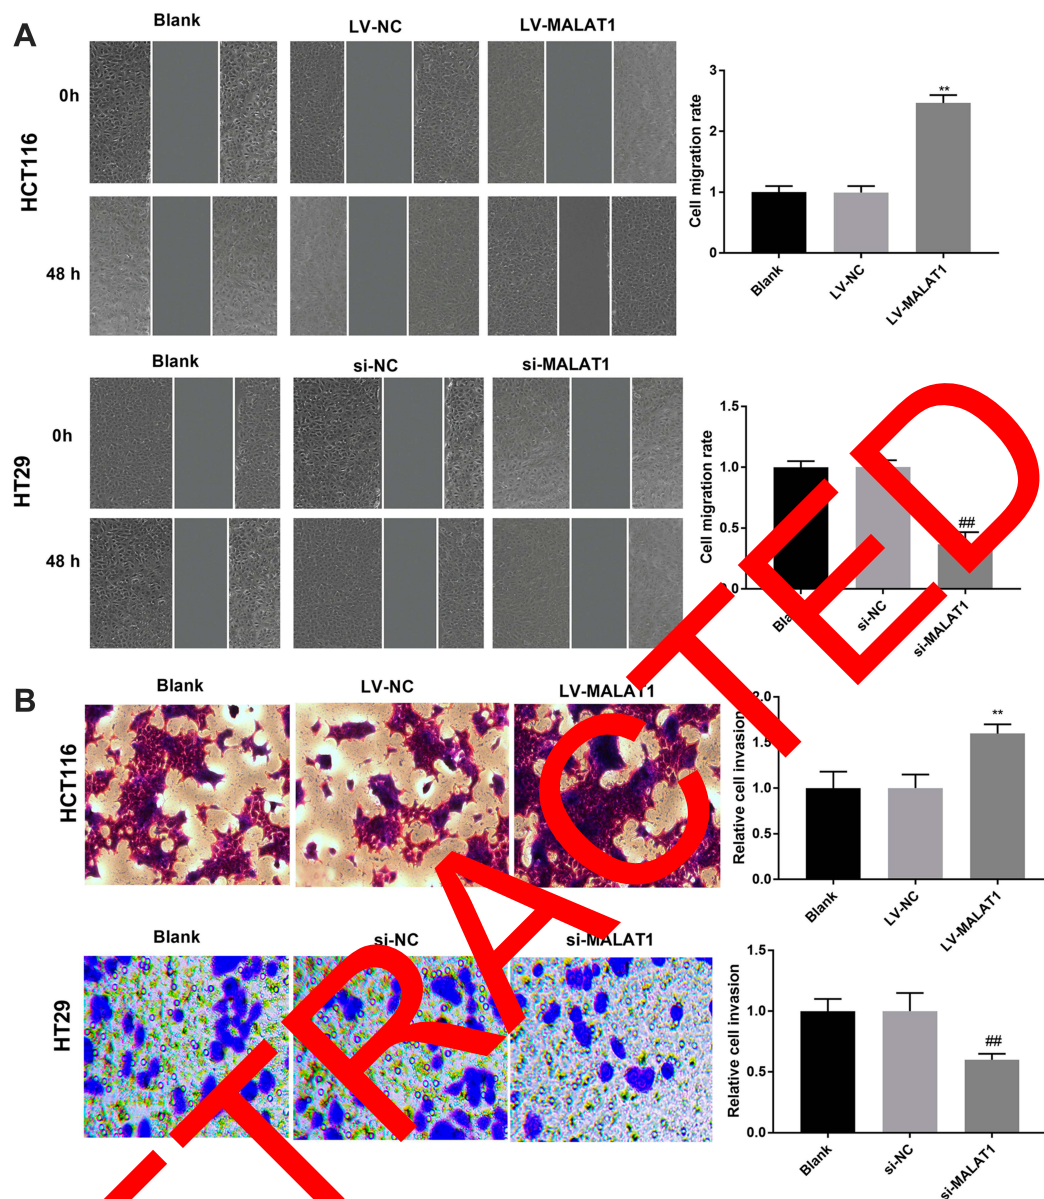 A
Blank
LV-NC
LV-MALAT1
HCT116
0h
48 h
Cell migration rate
3
2
1
0
**
Blank
LV-NC
LV-MALAT1
Blank
si-NC
si-MALAT1
HT29
0h
48 h
Cell migration rate
1.5
1.0
0.5
0.0
##
si-NC
si-MALAT1
B
Blank
LV-NC
LV-MALAT1
HCT116
Relative cell invasion
2.0
1.5
1.0
0.5
0.0
**
Blank
LV-NC
LV-MALAT1
Blank
si-NC
si-MALAT1
HT29
Relative cell invasion
1.5
1.0
0.5
0.0
##
Blank
si-NC
si-MALAT1
TRACTED